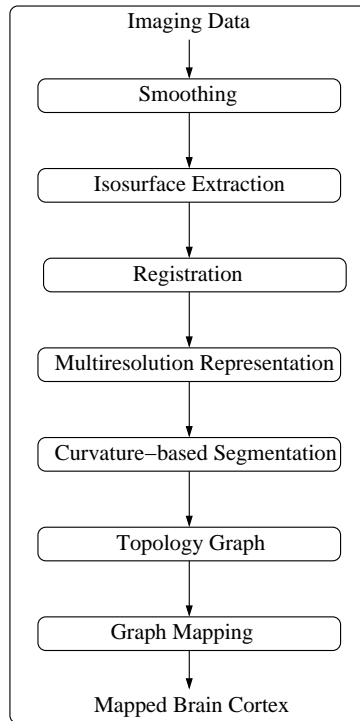 Imaging Data
Smoothing
Isosurface Extraction
Registration
Multiresolution Representation
Curvature−based Segmentation
Topology Graph
Graph Mapping
Mapped Brain Cortex